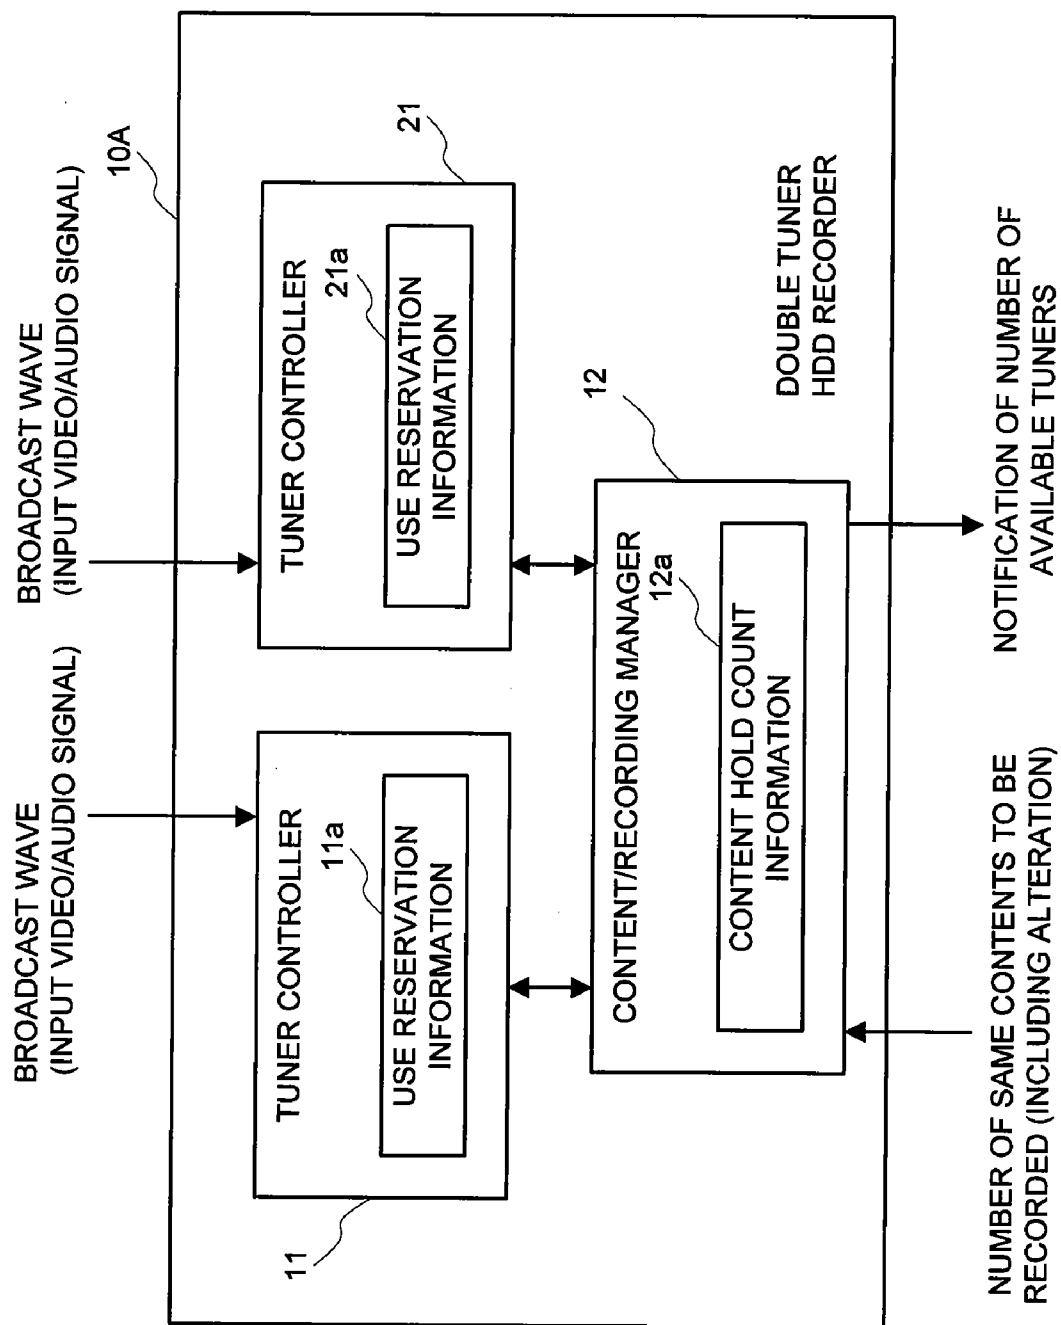 BROADCAST WAVE
(INPUT VIDEO/AUDIO SIGNAL)
BROADCAST WAVE
(INPUT VIDEO/AUDIO SIGNAL)
10A
11
TUNER CONTROLLER
11a
USE RESERVATION
INFORMATION
21
TUNER CONTROLLER
21a
USE RESERVATION
INFORMATION
12
CONTENT/RECORDING MANAGER
12a
CONTENT HOLD COUNT
INFORMATION
DOUBLE TUNER
HDD RECORDER
NUMBER OF SAME CONTENTS TO BE
RECORDED (INCLUDING ALTERATION)
NOTIFICATION OF NUMBER OF
AVAILABLE TUNERS